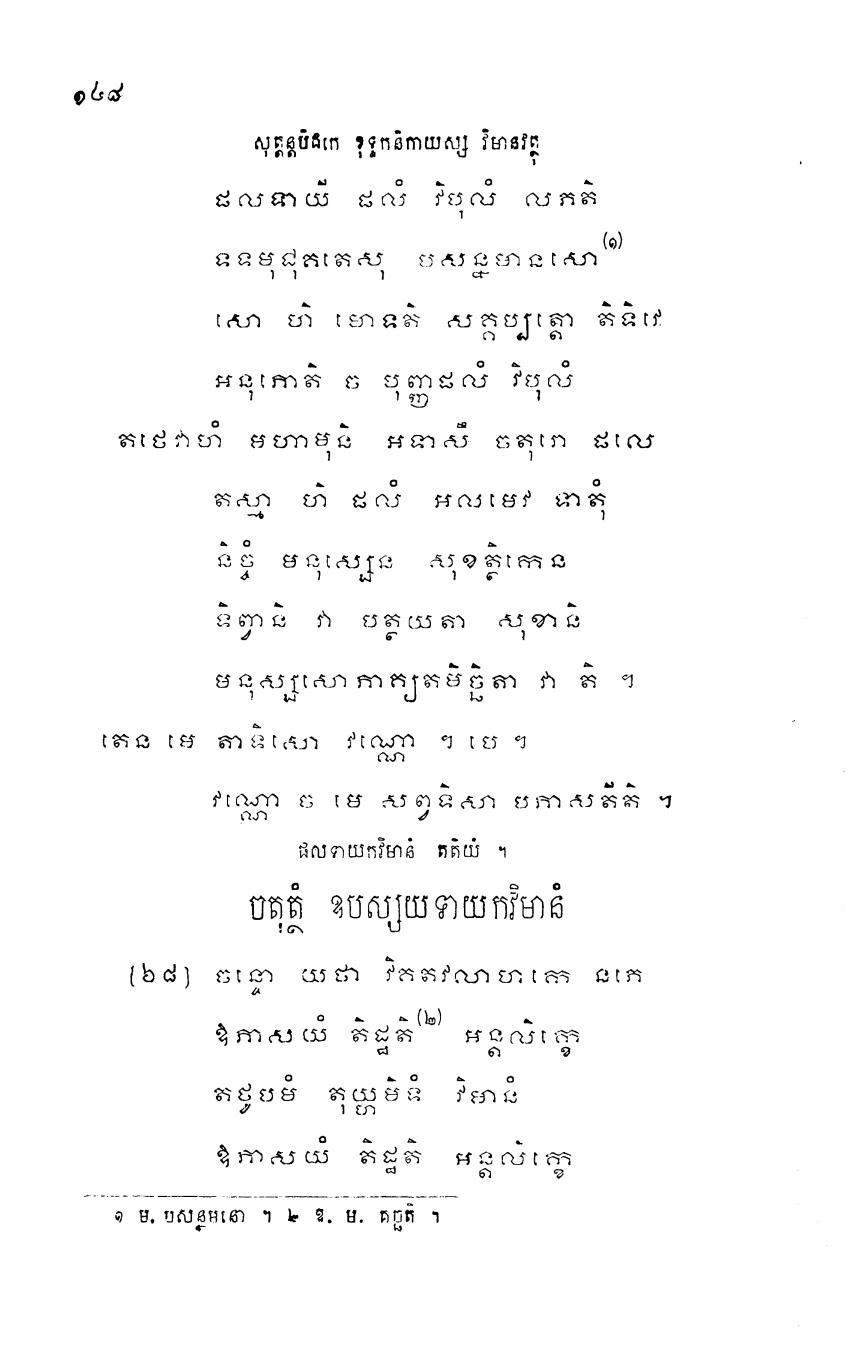 ១៤៨
សុត្តន្តបិដកេ ខុទ្ទកនិកាយស្ស វិមានវត្ថុ
ផលទាយី ផលំ វិបុលំ លភតិ
ទទមុជុគតេសុ បសន្នមានសោ(១)
សោ ហិ មោទតិ សគ្គប្បត្តោ តិទិវេ
អនុភោតិ ច បុញ្ញផលំ វិបុលំ
តថេវាហំ មហាមុនិ អទាសឹ ចតុរោ ផលេ
តស្មា ហិ ផលំ អលមេវ ទាតុំ
និច្ចំ មនុស្សេន សុខត្ថិកេន
ទិព្វានិ វា បត្ថយតា សុខានិ
មនុស្សសោភាគ្យតមិច្ឆិតា វា តិ ។
តេន មេ តាទិសោ វណ្ណោ ។ បេ ។
វណ្ណោ ច មេ សព្វទិសា បភាសតីតិ ។
ផលទាយកវិមានំ តតិយំ ។
ចតុត្ថំ ឧបស្សយទាយកវិមានំ
(៦៨) ចន្ទោ យថា វិគតវលាហកេ នភេ
ឱភាសយំ តិដ្ឋតិ(២) អន្តលិក្ខេ
តថូបមំ តុយ្ហមិទំ វិមានំ
ឱភាសយំ តិដ្ឋតិ អន្តលិក្ខេ
១ ម. បសន្នមនោ ។ ២ ឱ. ម. គច្ឆតិ ។